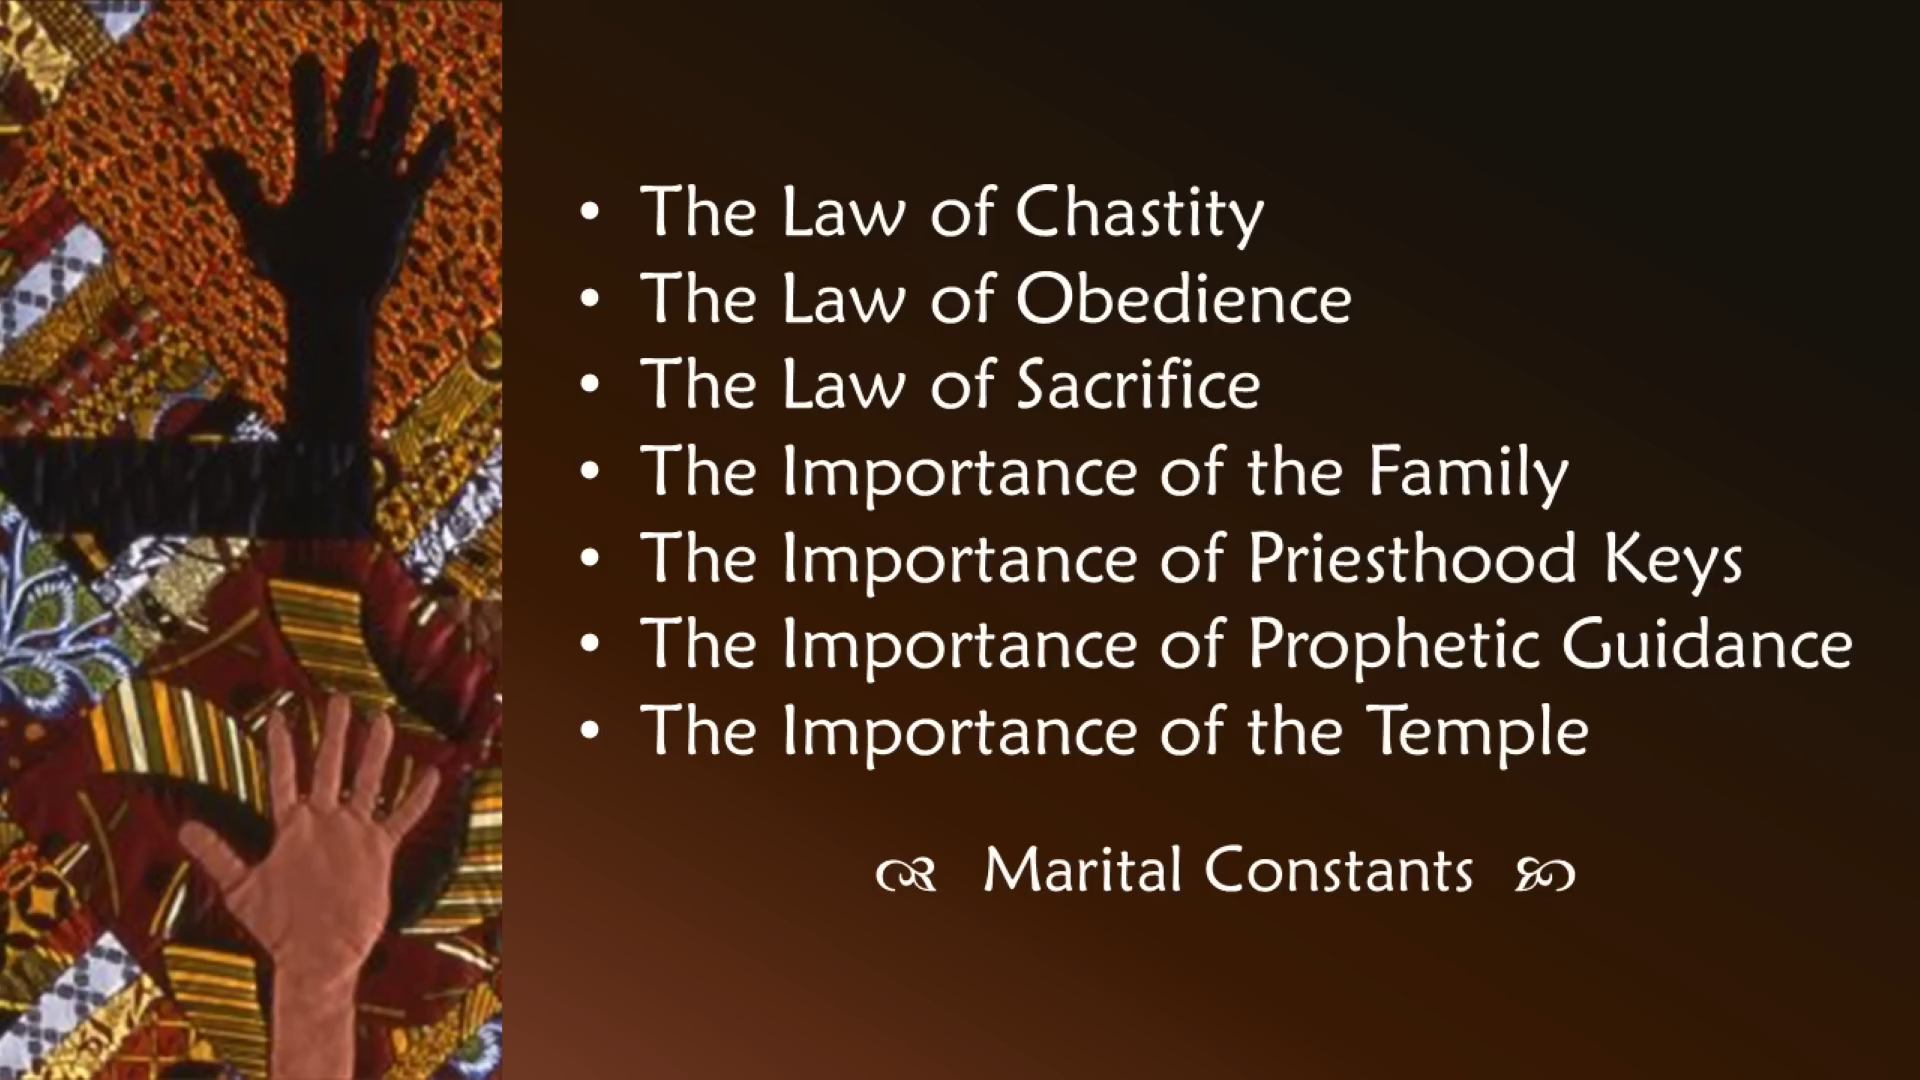 • The Law of Chastity
• The Law of Obedience
• The Law of Sacrifice
• The Importance of the Family
• The Importance of Priesthood Keys
• The Importance of Prophetic Guidance
• The Importance of the Temple
Marital Constants